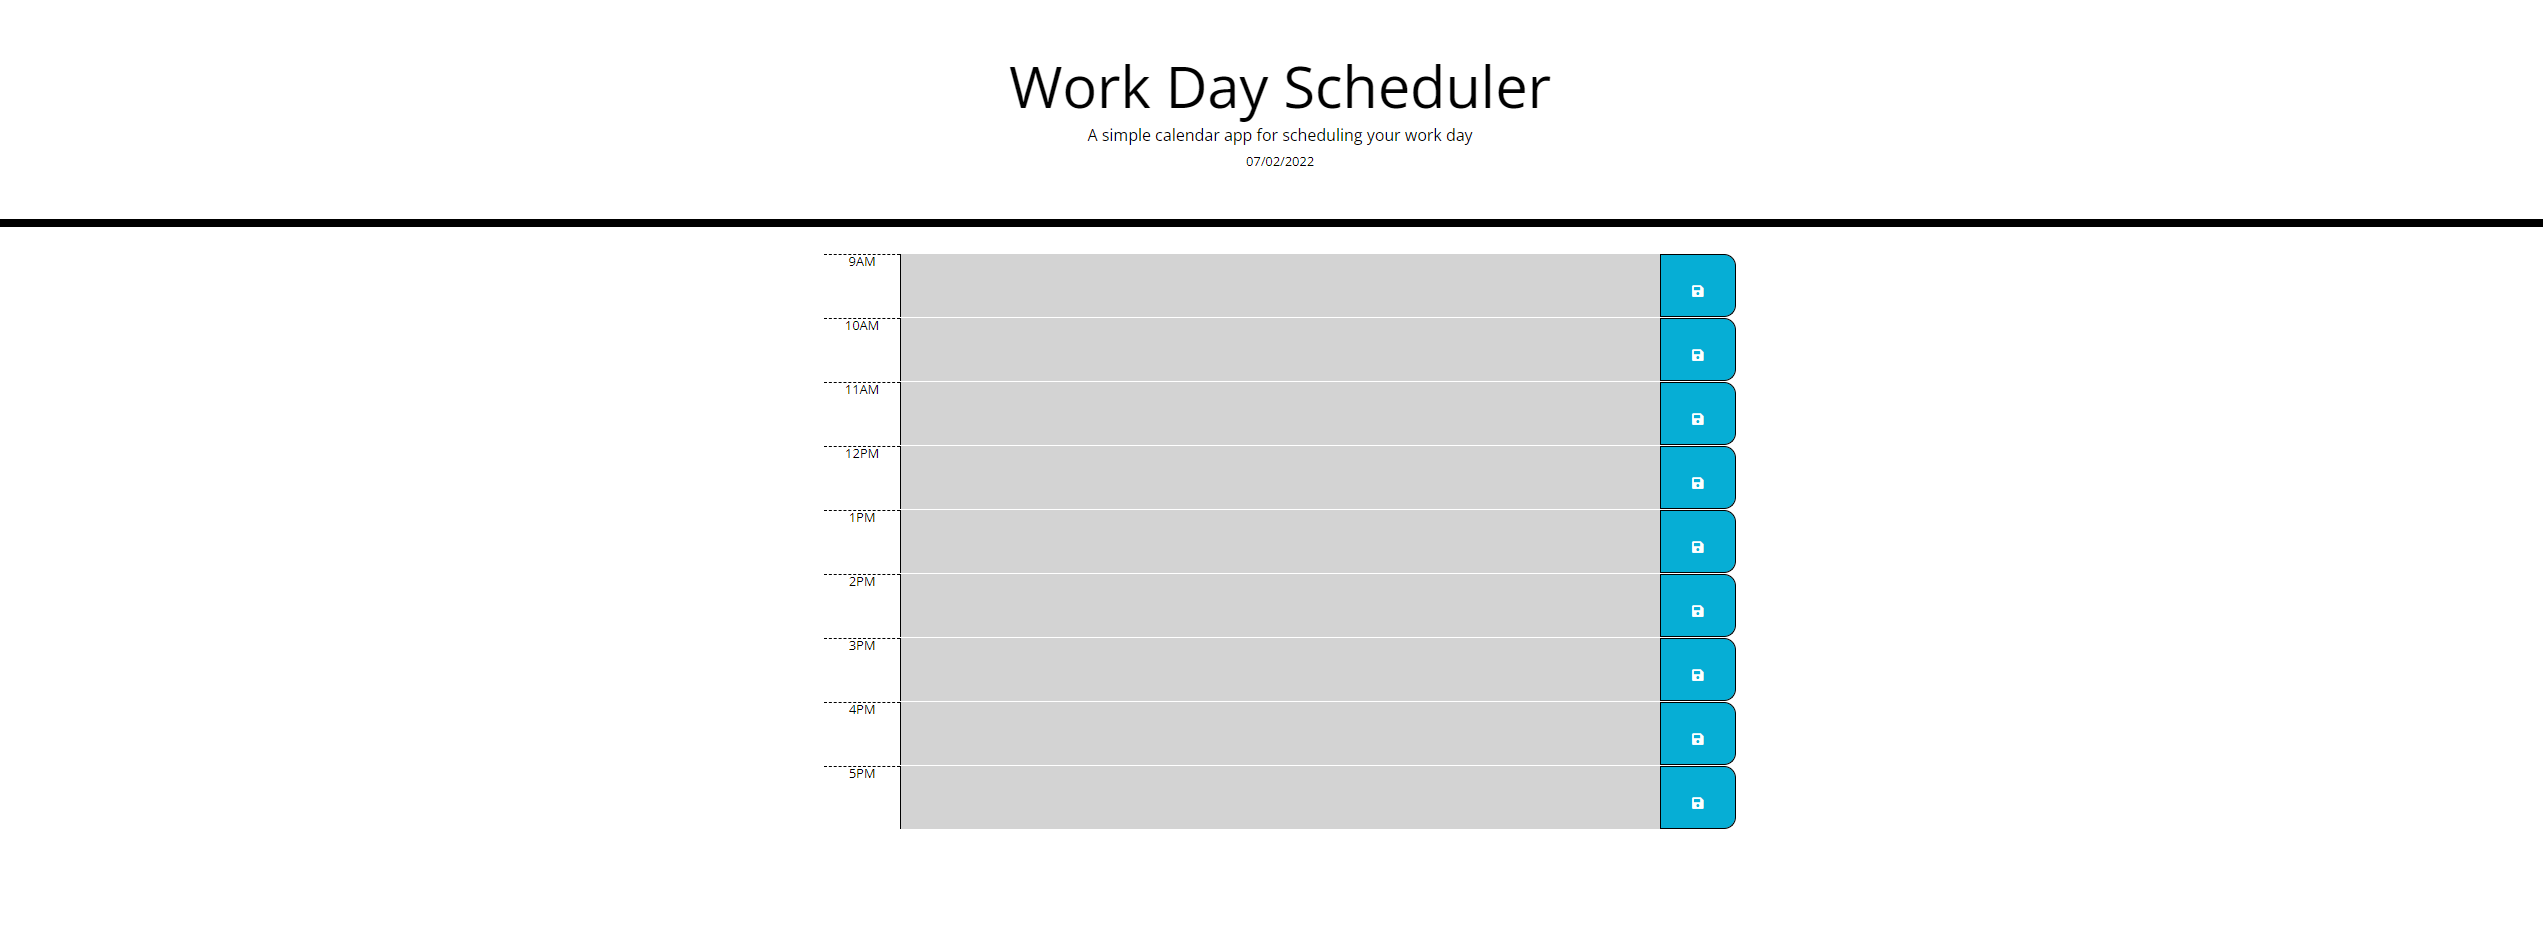 Work Day Scheduler
A simple calendar app for scheduling your work day
07/02/2022
9AM
10AM
11AM
12PM
1PM
2PM
3PM
4PM
5PM